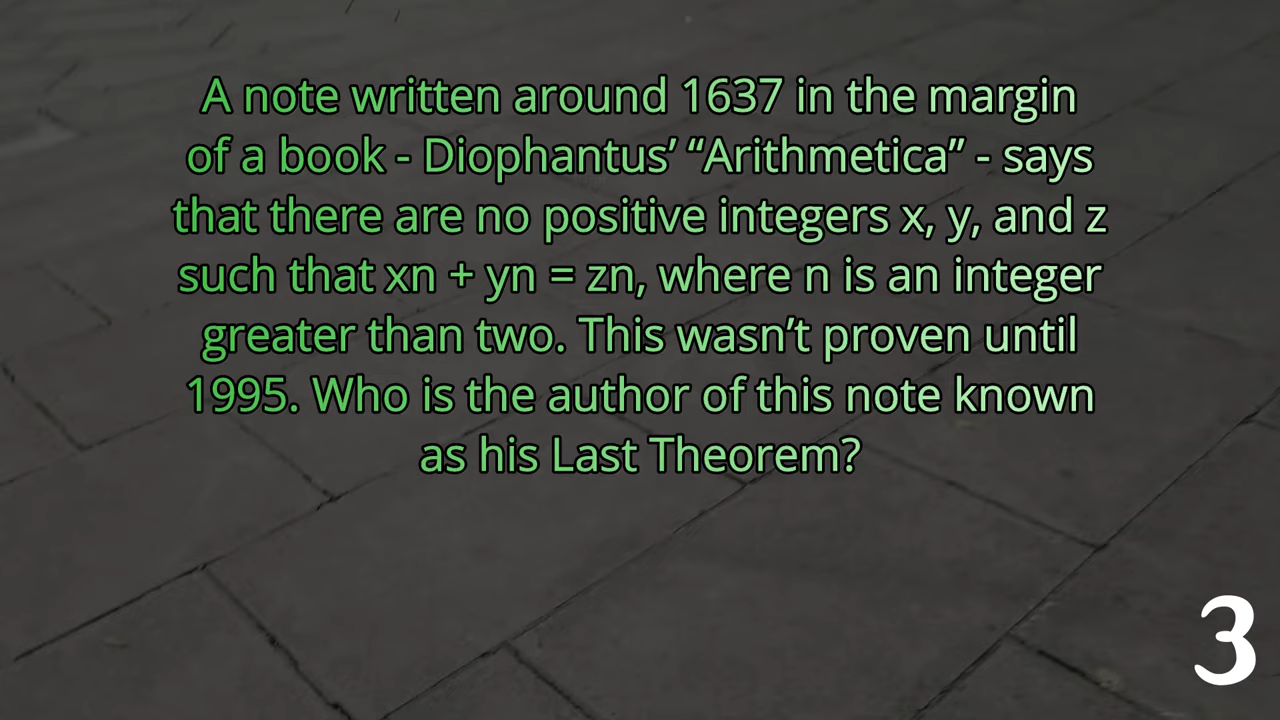 A note written around 1637 in the margin
of a book - Diophantus’ “Arithmetica” - says
that there are no positive integers x, y, and z
such that xn + yn = zn, where n is an integer
greater than two. This wasn’t proven until
1995. Who is the author of this note known
as his Last Theorem?
3